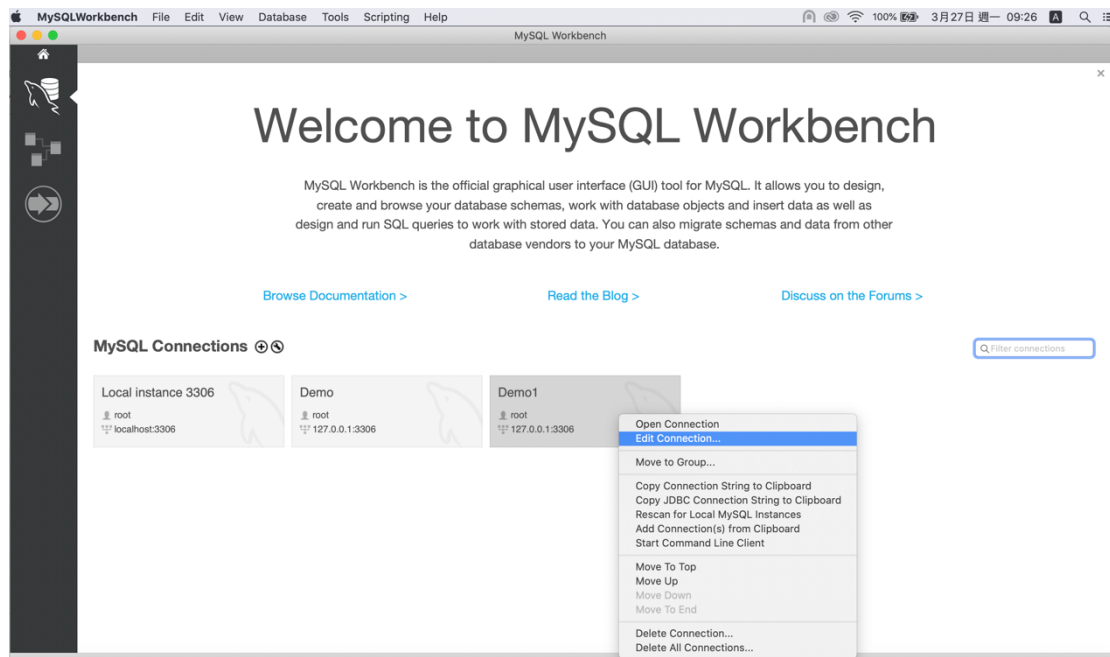 MySQLWorkbench File Edit View Database Tools Scripting Help 100% 3月27日 週一 09:26 A
MySQL Workbench
Welcome to MySQL Workbench
MySQL Workbench is the official graphical user interface (GUI) tool for MySQL. It allows you to design,
create and browse your database schemas, work with database objects and insert data as well as
design and run SQL queries to work with stored data. You can also migrate schemas and data from other
database vendors to your MySQL database.
Browse Documentation > Read the Blog > Discuss on the Forums >
MySQL Connections
Filter connections
Local instance 3306
root
localhost:3306
Demo
root
127.0.0.1:3306
Demo1
root
127.0.0.1:3306
Open Connection
Edit Connection...
Move to Group...
Copy Connection String to Clipboard
Copy JDBC Connection String to Clipboard
Rescan for Local MySQL Instances
Add Connection(s) from Clipboard
Start Command Line Client
Move To Top
Move Up
Move Down
Move To End
Delete Connection...
Delete All Connections...